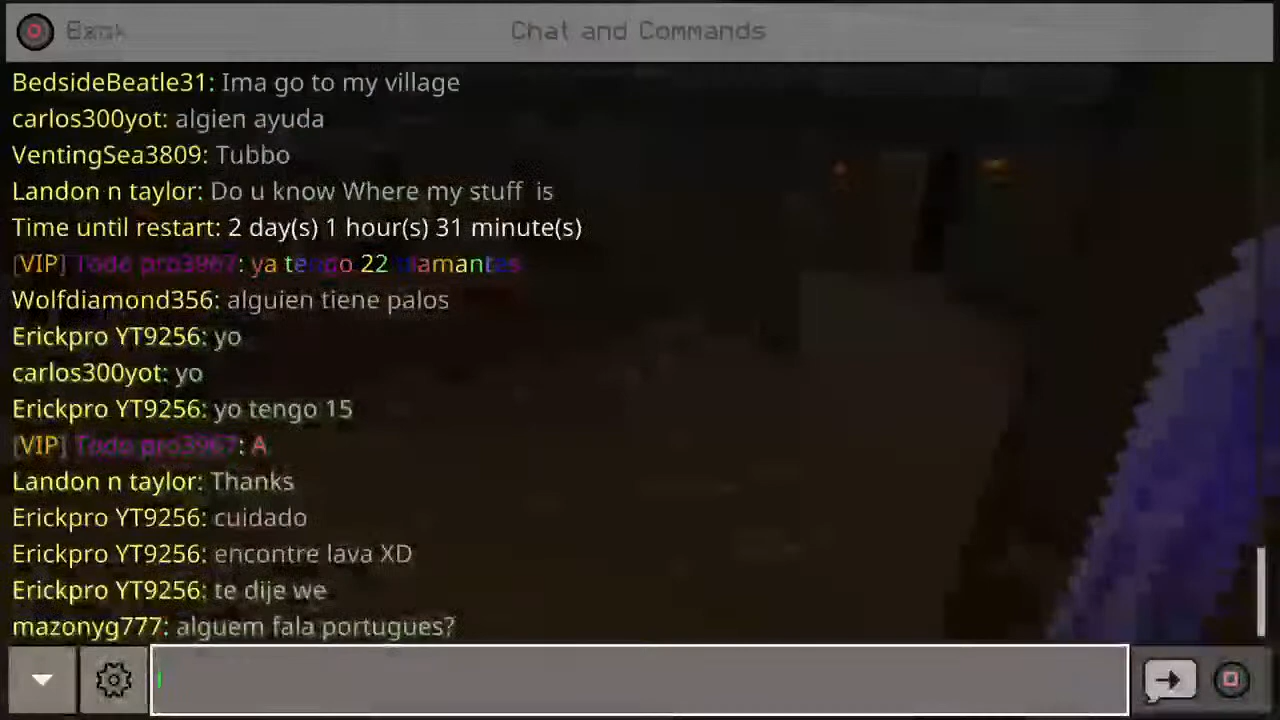 Back
Chat and Commands
BedsideBeatle31: Ima go to my village
carlos300yot: algien ayuda
VentingSea3809: Tubbo
Landon n taylor: Do u know Where my stuff is
Time until restart: 2 day(s) 1 hour(s) 31 minute(s)
[VIP] Todo pro3967: ya tengo 22 diamantes
Wolfdiamond356: alguien tiene palos
Erickpro YT9256: yo
carlos300yot: yo
Erickpro YT9256: yo tengo 15
[VIP] Todo pro3967: A
Landon n taylor: Thanks
Erickpro YT9256: cuidado
Erickpro YT9256: encontre lava XD
Erickpro YT9256: te dije we
mazonyg777: alguem fala portugues?